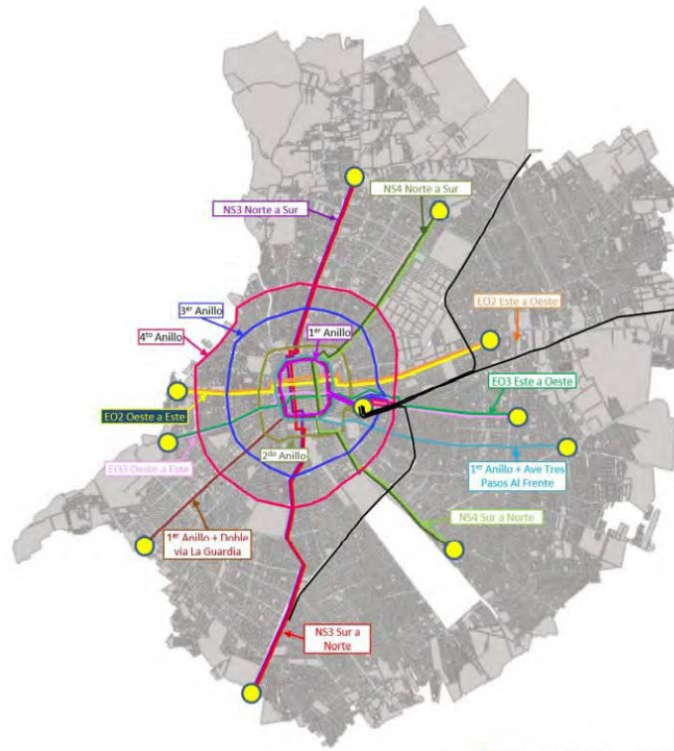 NS4 Norte a Sur
NS3 Norte a Sur
3er Anillo
EO2 Este a Oeste
1er Anillo
4to Anillo
EO3 Este a Oeste
EO2 Oeste a Este
2do Anillo
EO3 Oeste a Este
1er Anillo + Ave Tres
Pasos Al Frente
NS4 Sur a Norte
1er Anillo + Doble
via La Guardia
NS3 Sur a
Norte